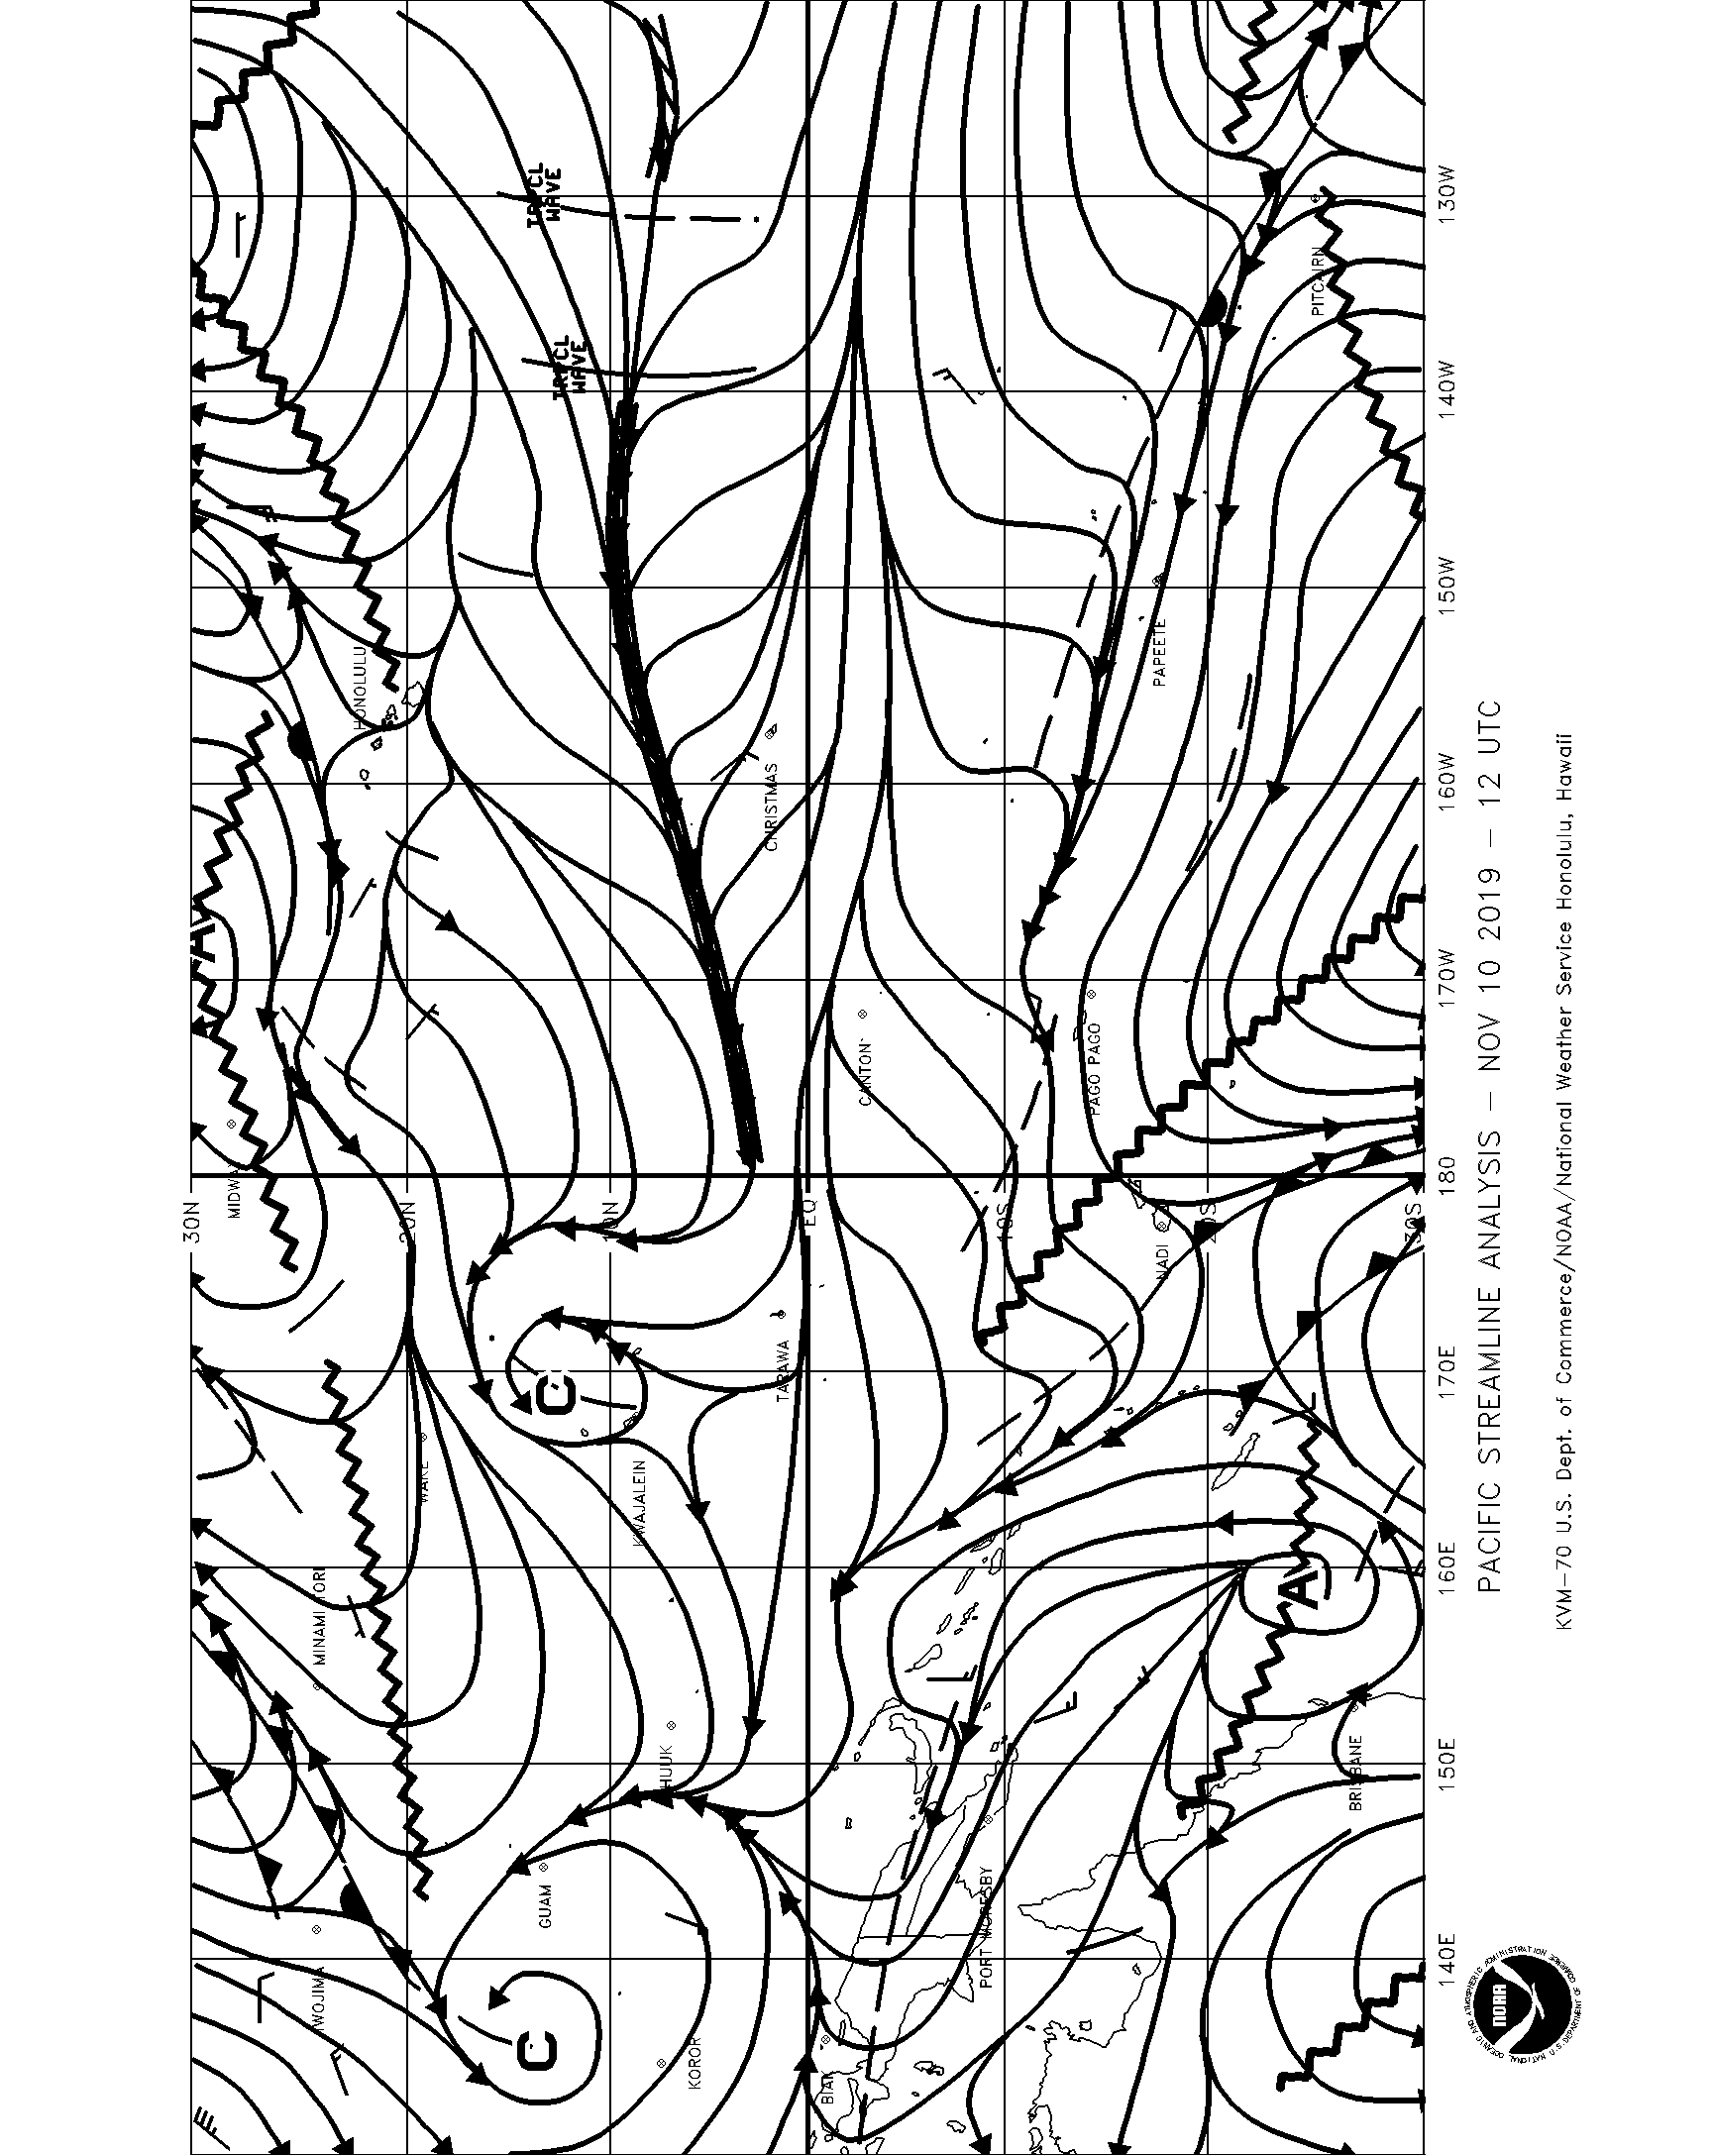 PACIFIC STREAMLINE ANALYSIS – NOV 10 2019 – 12 UTC
KVM–70 U.S. Dept. of Commerce/NOAA/National Weather Service Honolulu, Hawaii
30N
20N
10N
EQ
10S
20S
30S
140E
150E
160E
170E
180
170W
160W
150W
140W
130W
TRPCL
WAVE
TRPCL
WAVE
HONOLULU
MIDWAY
WAKE
MINAMI TORI
IWOJIMA
GUAM
KOROR
CHUUK
KWAJALEIN
TARAWA
CHRISTMAS
CANTON
BIAK
PORT MORESBY
BRISBANE
NADI
PAGO PAGO
PAPEETE
PITCAIRN
C
C
A
A
NOAA
NATIONAL OCEANIC AND ATMOSPHERIC ADMINISTRATION
U.S. DEPARTMENT OF COMMERCE